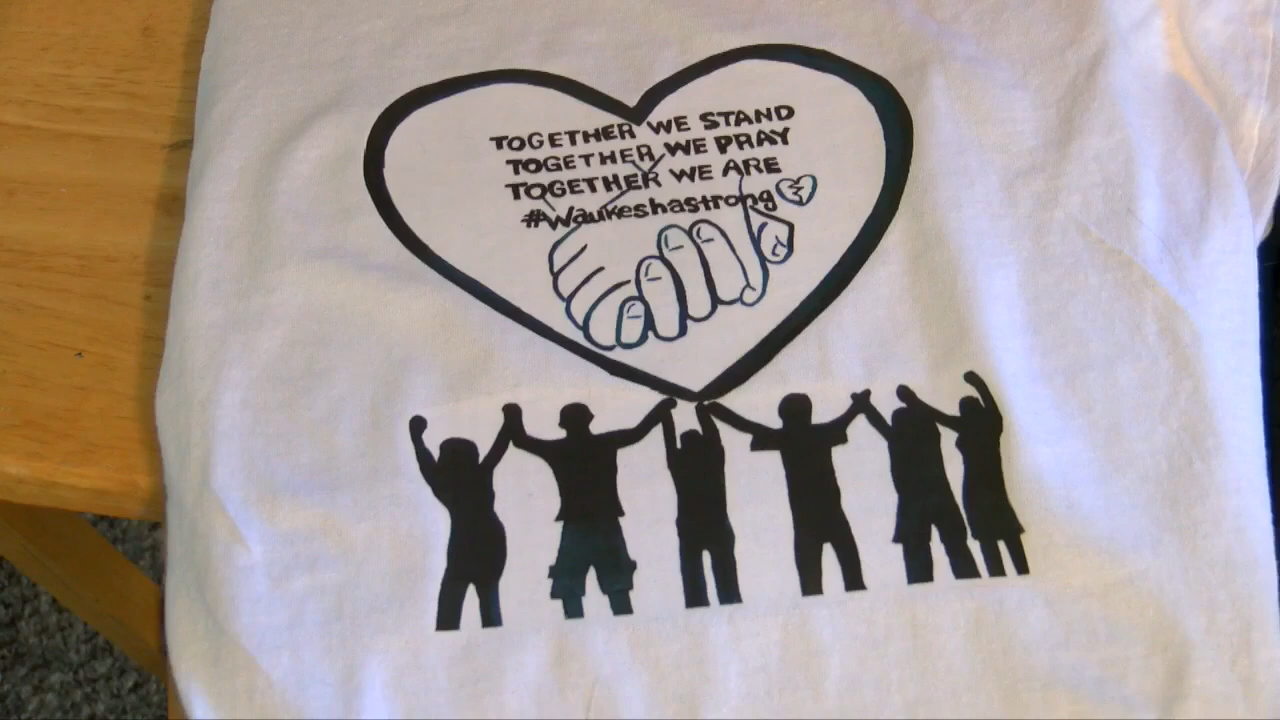 TOGETHER WE STAND
TOGETHER WE PRAY
TOGETHER WE ARE
#Waukeshastrong